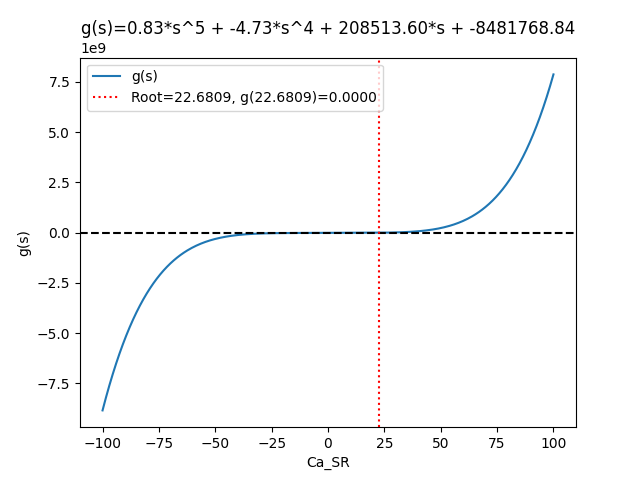 g(s)=0.83*s^5 + -4.73*s^4 + 208513.60*s + -8481768.84
1e9
g(s)
Root=22.6809, g(22.6809)=0.0000
7.5
5.0
2.5
0.0
−2.5
−5.0
−7.5
g(s)
−100
−75
−50
−25
0
25
50
75
100
Ca_SR